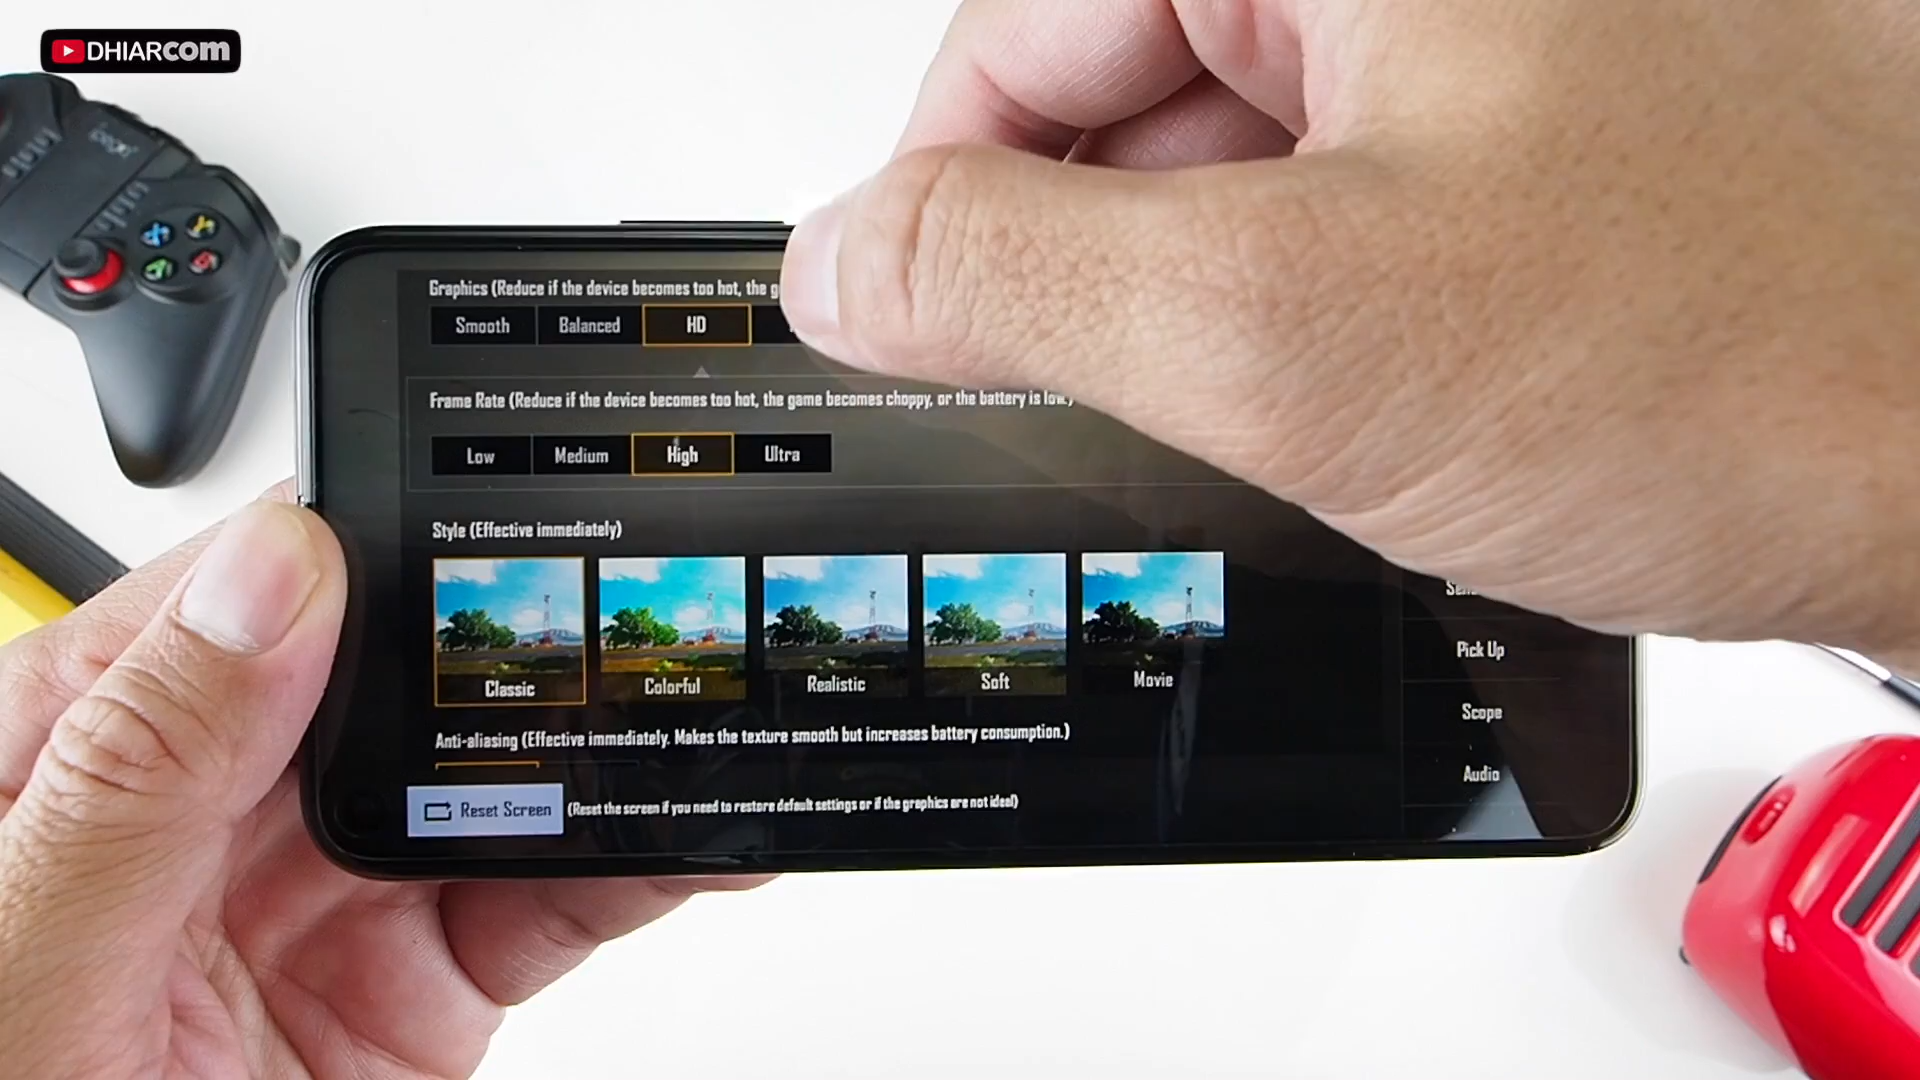 DHIARCOM
Graphics (Reduce if the device becomes too hot, the
Smooth Balanced HD
Frame Rate (Reduce if the device becomes too hot, the game becomes choppy, or the battery is low.)
Low Medium High Ultra
Style (Effective immediately)
Classic Colorful Realistic Soft Movie
Anti-aliasing (Effective immediately. Makes the texture smooth but increases battery consumption.)
Reset Screen (Reset the screen if you need to restore default settings or if the graphics are not ideal)
Pick Up
Scope
Audio